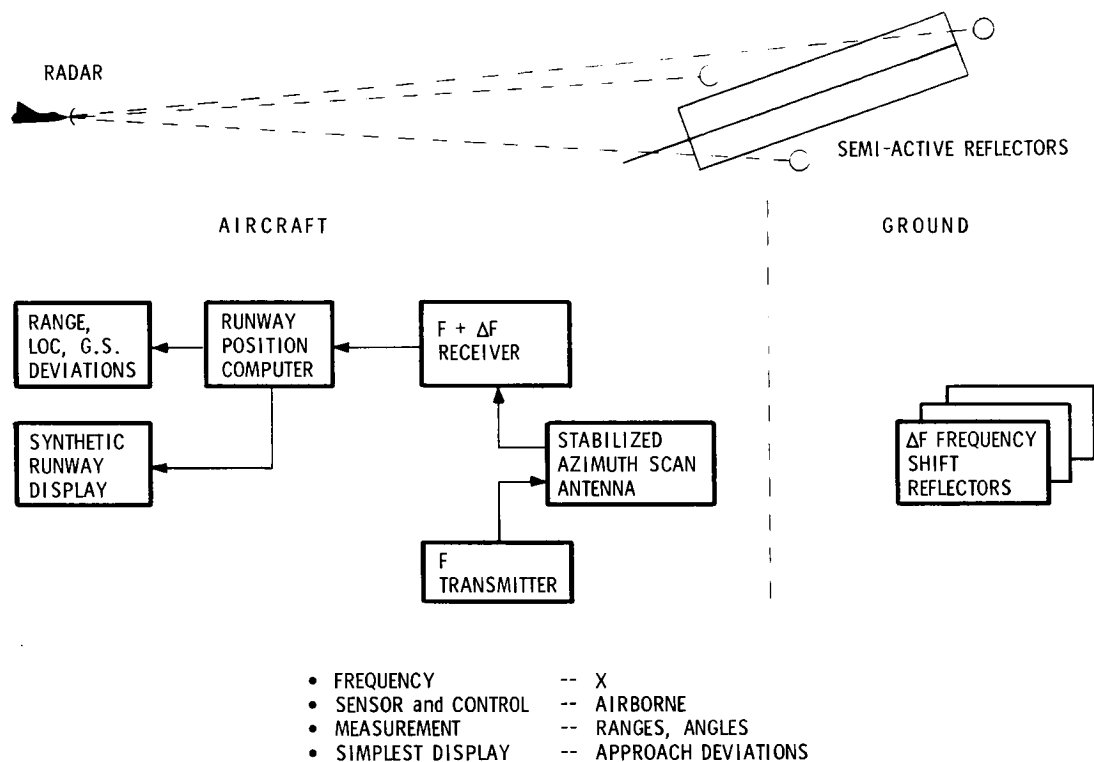 RADAR
SEMI-ACTIVE REFLECTORS
AIRCRAFT
GROUND
RANGE,
LOC, G.S.
DEVIATIONS
RUNWAY
POSITION
COMPUTER
F + ΔF
RECEIVER
SYNTHETIC
RUNWAY
DISPLAY
STABILIZED
AZIMUTH SCAN
ANTENNA
ΔF FREQUENCY
SHIFT
REFLECTORS
F
TRANSMITTER
• FREQUENCY -- X
• SENSOR and CONTROL -- AIRBORNE
• MEASUREMENT -- RANGES, ANGLES
• SIMPLEST DISPLAY -- APPROACH DEVIATIONS